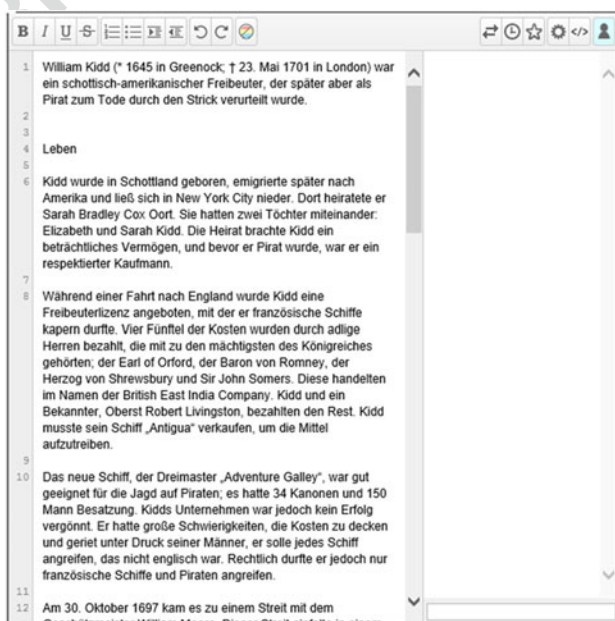 B I U S
1 William Kidd (* 1645 in Greenock; † 23. Mai 1701 in London) war
ein schottisch-amerikanischer Freibeuter, der später aber als
Pirat zum Tode durch den Strick verurteilt wurde.
2
3
4 Leben
5
6 Kidd wurde in Schottland geboren, emigrierte später nach
Amerika und ließ sich in New York City nieder. Dort heiratete er
Sarah Bradley Cox Oort. Sie hatten zwei Töchter miteinander:
Elizabeth und Sarah Kidd. Die Heirat brachte Kidd ein
beträchtliches Vermögen, und bevor er Pirat wurde, war er ein
respektierter Kaufmann.
7
8 Während einer Fahrt nach England wurde Kidd eine
Freibeuterlizenz angeboten, mit der er französische Schiffe
kapern durfte. Vier Fünftel der Kosten wurden durch adlige
Herren bezahlt, die mit zu den mächtigsten des Königreiches
gehörten; der Earl of Orford, der Baron von Romney, der
Herzog von Shrewsbury und Sir John Somers. Diese handelten
im Namen der British East India Company. Kidd und ein
Bekannter, Oberst Robert Livingston, bezahlten den Rest. Kidd
musste sein Schiff „Antigua“ verkaufen, um die Mittel
aufzutreiben.
9
10 Das neue Schiff, der Dreimaster „Adventure Galley“, war gut
geeignet für die Jagd auf Piraten; es hatte 34 Kanonen und 150
Mann Besatzung. Kidds Unternehmen war jedoch kein Erfolg
vergönnt. Er hatte große Schwierigkeiten, die Kosten zu decken
und geriet unter Druck seiner Männer, er solle jedes Schiff
angreifen, das nicht englisch war. Rechtlich durfte er jedoch nur
französische Schiffe und Piraten angreifen.
11
12 Am 30. Oktober 1697 kam es zu einem Streit mit dem